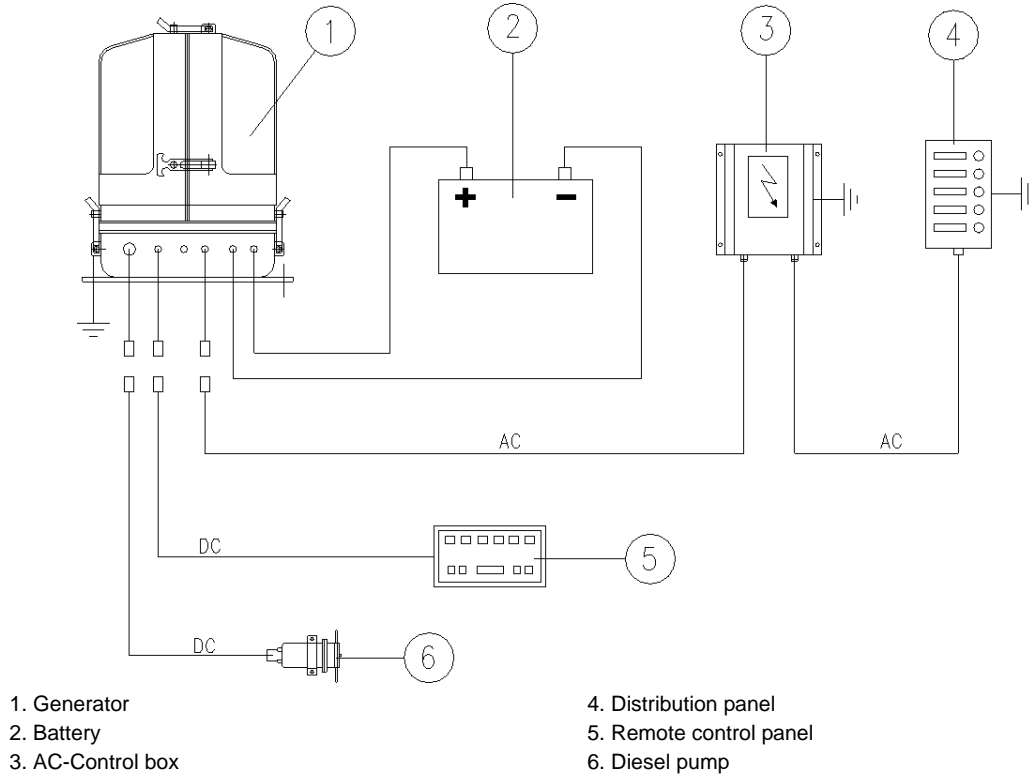 1
2
3
4
+ −
AC
AC
DC
5
DC
6
1. Generator
2. Battery
3. AC-Control box
4. Distribution panel
5. Remote control panel
6. Diesel pump